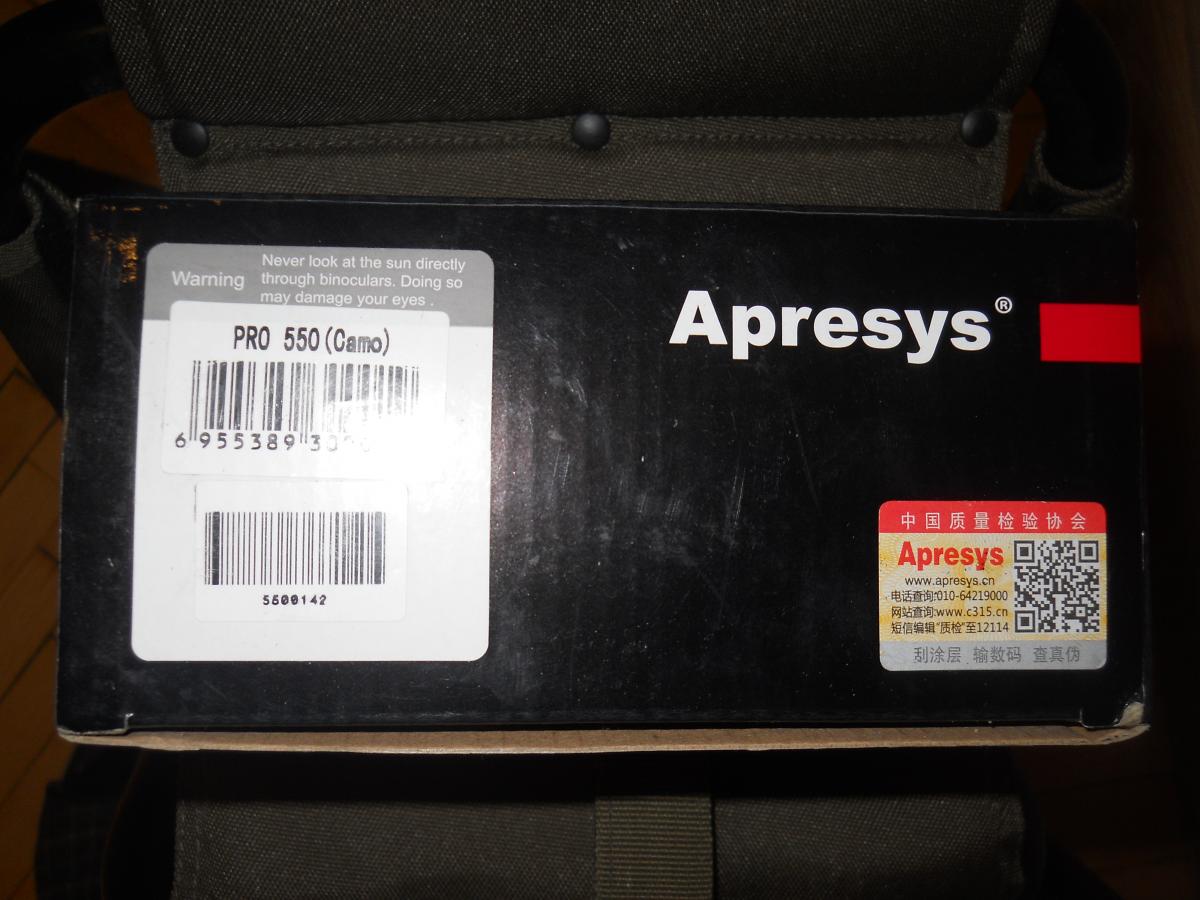 Warning
Never look at the sun directly
through binoculars. Doing so
may damage your eyes .
PRO 550(Camo)
6 955389
5500142
Apresys®
中国质量检验协会
Apresys
www.apresys.cn
电话查询:010-64219000
网站查询:www.c315.cn
短信编辑"质检"至12114
刮涂层 输数码 查真伪